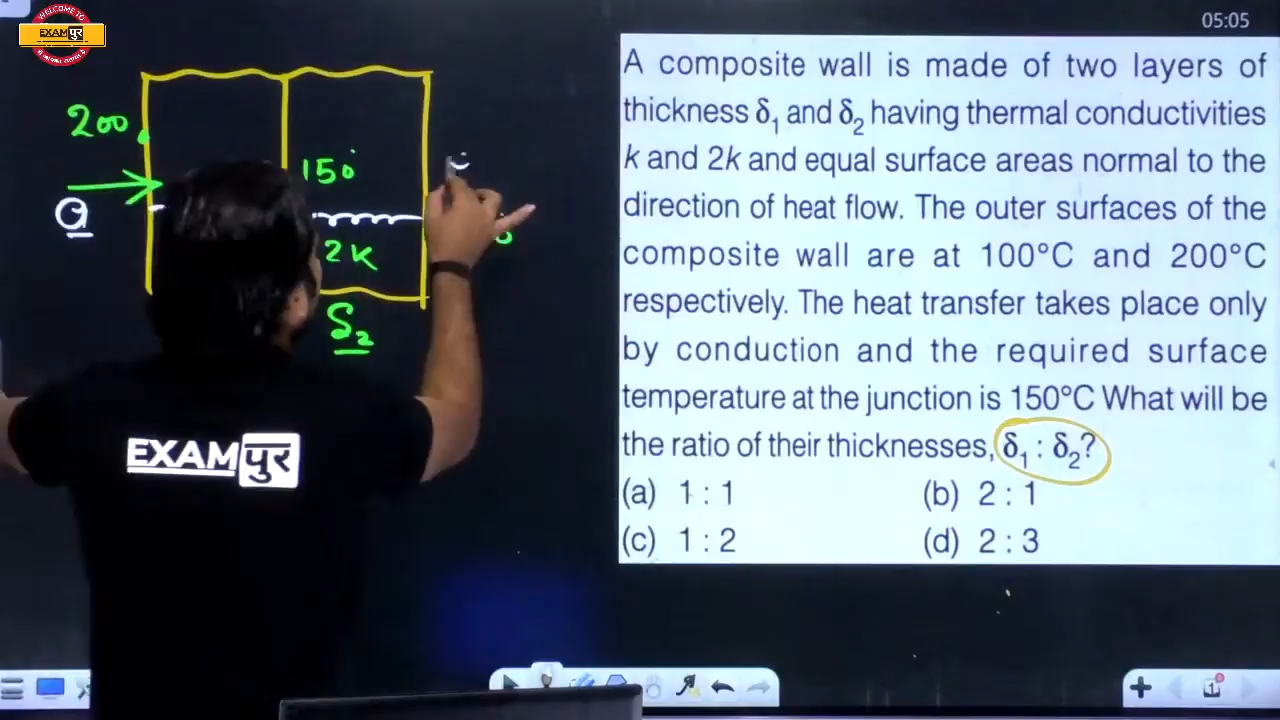 WELCOME TO
EXAMपुर
05:05
200
150
Q
2K
δ2
A composite wall is made of two layers of
thickness δ1 and δ2 having thermal conductivities
k and 2k and equal surface areas normal to the
direction of heat flow. The outer surfaces of the
composite wall are at 100°C and 200°C
respectively. The heat transfer takes place only
by conduction and the required surface
temperature at the junction is 150°C What will be
the ratio of their thicknesses, δ1 : δ2?
(a) 1 : 1
(b) 2 : 1
(c) 1 : 2
(d) 2 : 3
EXAMपुर
1